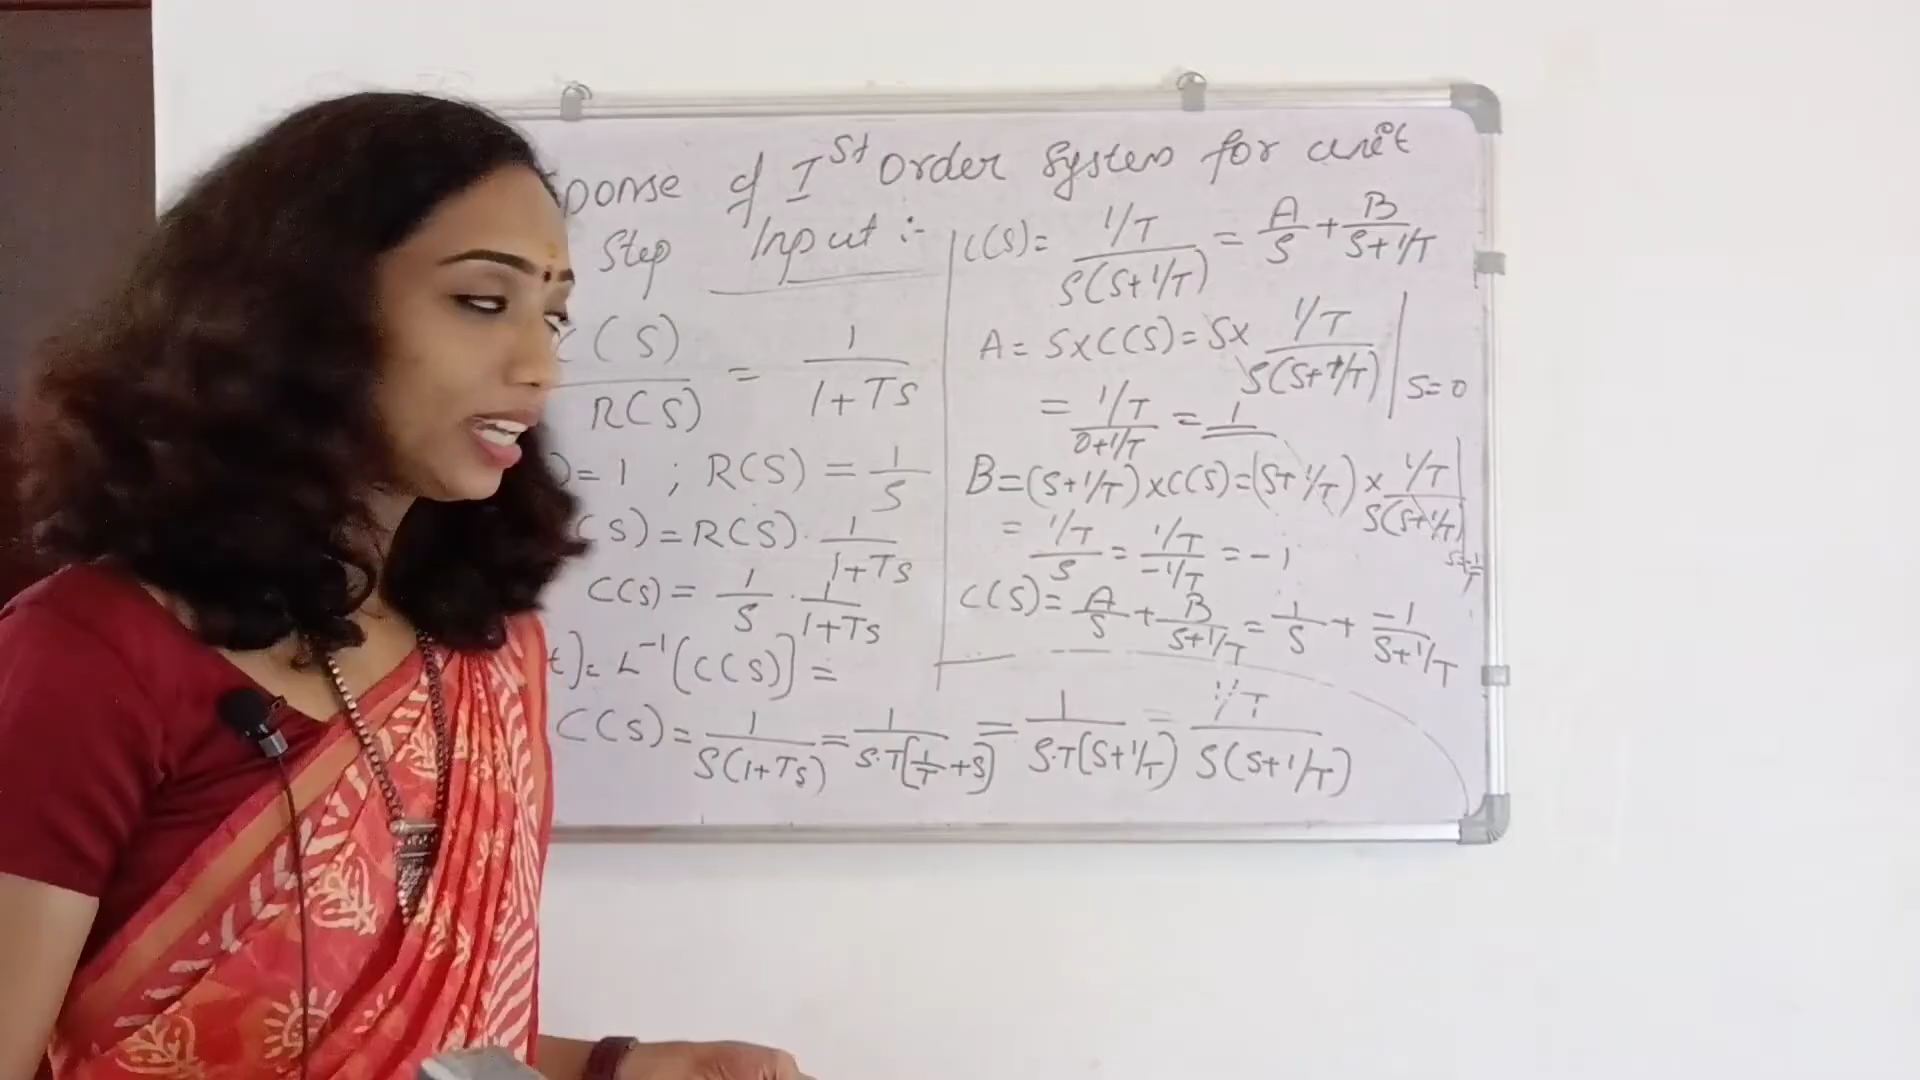 ponse of Ist order System for unit
Step Input :-
C(S)/R(S) = 1/(1+TS)
)=1 ; R(S) = 1/S
(S)=R(S). 1/(1+TS)
C(S)= 1/S . 1/(1+TS)
t)= L⁻¹[C(S)] =
C(S)= 1/(S(1+TS)) = 1/(S.T[1/T+S]) = 1/(S.T(S+1/T)) = (1/T)/(S(S+1/T))
C(S)= (1/T)/(S(S+1/T)) = A/S + B/(S+1/T)
A= S×C(S)= S× (1/T)/(S(S+1/T)) | S=0
= (1/T)/(0+1/T) = 1
B=(S+1/T)×C(S)=(S+1/T) × (1/T)/(S(S+1/T)) | S=-1/T
= (1/T)/S = (1/T)/(-1/T) = -1
C(S)= A/S + B/(S+1/T) = 1/S + -1/(S+1/T)